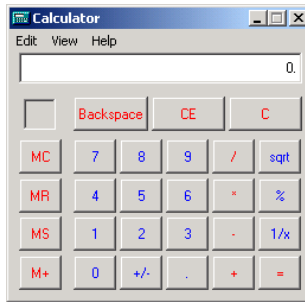 Calculator
Edit View Help
0.
Backspace CE C
MC 7 8 9 / sqrt
MR 4 5 6 * %
MS 1 2 3 - 1/x
M+ 0 +/- . + =